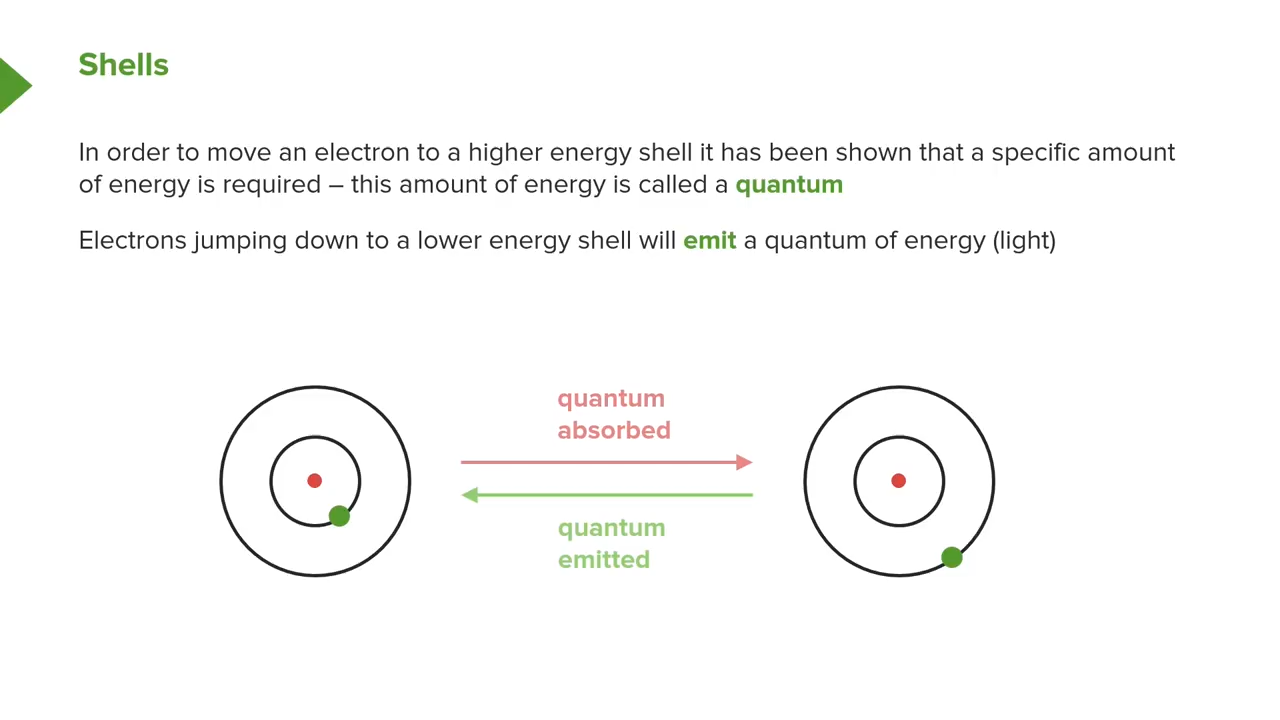 Shells
In order to move an electron to a higher energy shell it has been shown that a specific amount
of energy is required – this amount of energy is called a quantum
Electrons jumping down to a lower energy shell will emit a quantum of energy (light)
quantum
absorbed
quantum
emitted